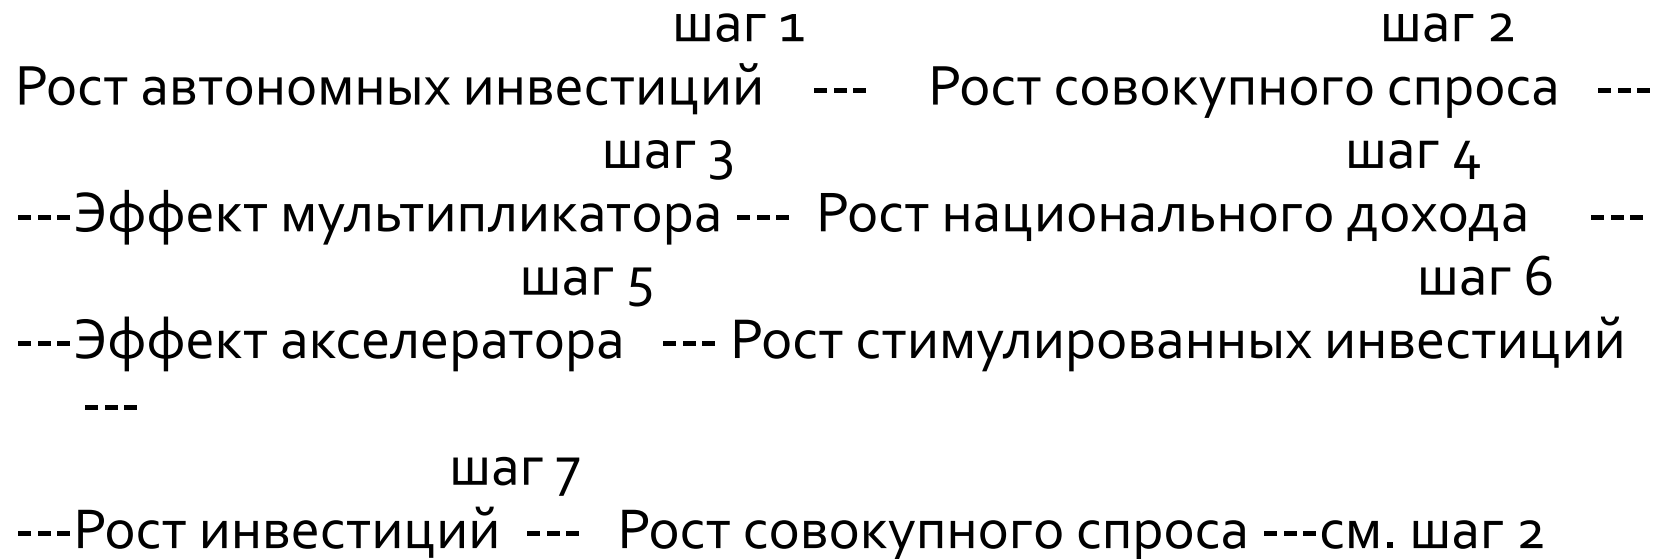 шаг 1 шаг 2
Рост автономных инвестиций --- Рост совокупного спроса ---
шаг 3 шаг 4
---Эффект мультипликатора --- Рост национального дохода ---
шаг 5 шаг 6
---Эффект акселератора --- Рост стимулированных инвестиций
---
шаг 7
---Рост инвестиций --- Рост совокупного спроса ---см. шаг 2